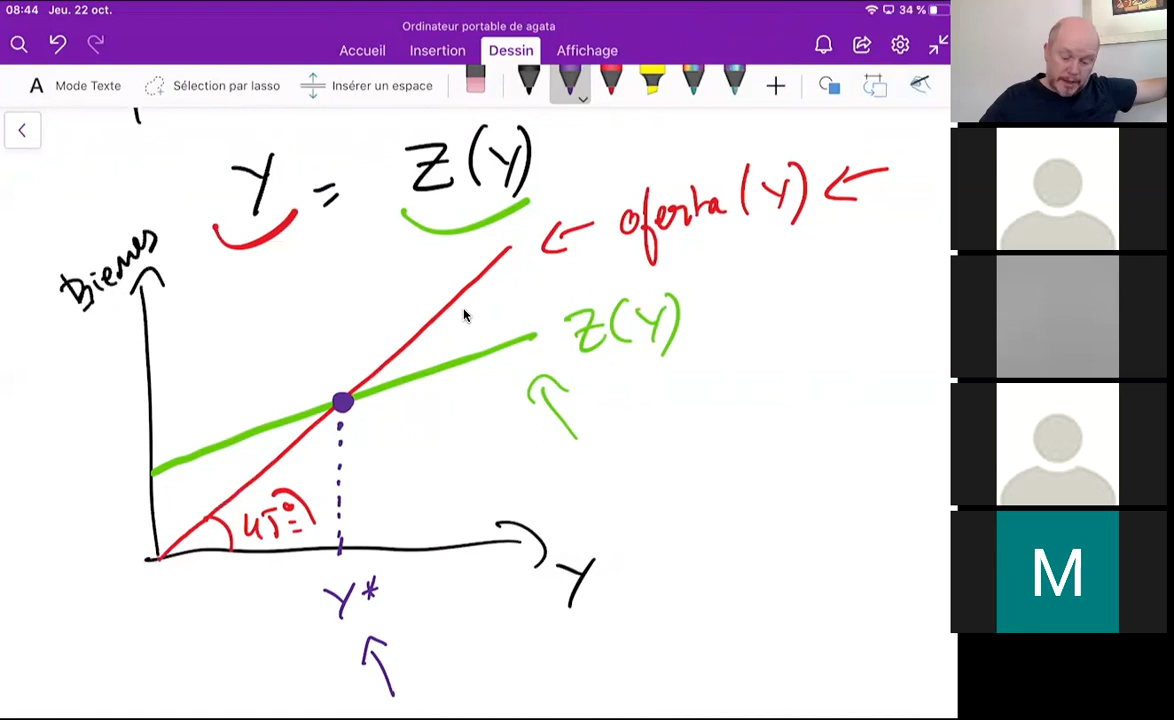 08:44 Jeu. 22 oct.
Ordinateur portable de agata
34 %
Accueil Insertion Dessin Affichage
A Mode Texte Sélection par lasso Insérer un espace
Y = Z(Y)
← oferta (Y) ←
Bienes
Z(Y)
45º
Y
Y*
M